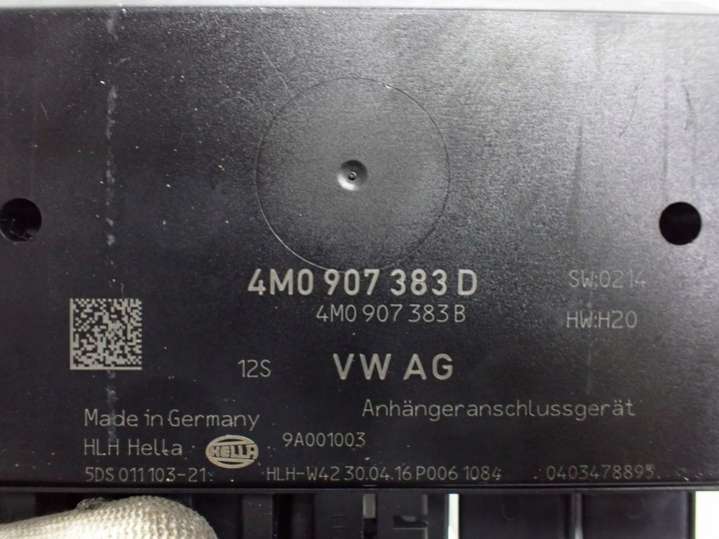 4M0 907 383 D SW:0214
4M0 907 383 B HW:H20
12S VW AG
Made in Germany Anhängeranschlussgerät
HLH Hella HELLA 9A001003
5DS 011 103-21 HLH-W42 30.04.16 P006 1084 0403478895